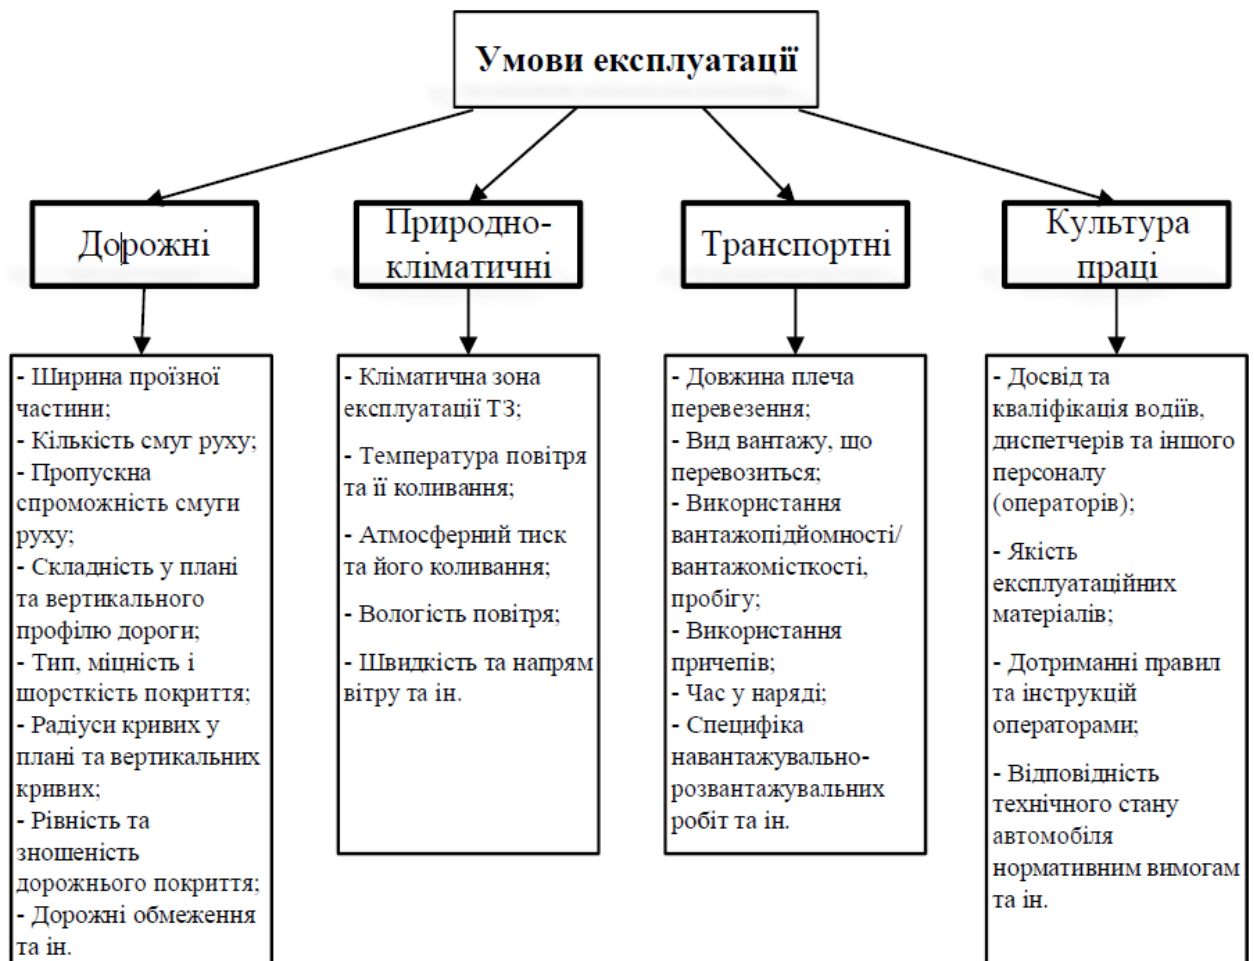 Умови експлуатації
Дорожні
Природно-
кліматичні
Транспортні
Культура
праці
- Ширина проїзної
частини;
- Кількість смуг руху;
- Пропускна
спроможність смуги
руху;
- Складність у плані
та вертикального
профілю дороги;
- Тип, міцність і
шорсткість покриття;
- Радіуси кривих у
плані та вертикальних
кривих;
- Рівність та
зношеність
дорожнього покриття;
- Дорожні обмеження
та ін.
- Кліматична зона
експлуатації ТЗ;
- Температура повітря
та її коливання;
- Атмосферний тиск
та його коливання;
- Вологість повітря;
- Швидкість та напрям
вітру та ін.
- Довжина плеча
перевезення;
- Вид вантажу, що
перевозиться;
- Використання
вантажопідйомності/
вантажомісткості,
пробігу;
- Використання
причепів;
- Час у наряді;
- Специфіка
навантажувально-
розвантажувальних
робіт та ін.
- Досвід та
кваліфікація водіїв,
диспетчерів та іншого
персоналу
(операторів);
- Якість
експлуатаційних
матеріалів;
- Дотриманні правил
та інструкцій
операторами;
- Відповідність
технічного стану
автомобіля
нормативним вимогам
та ін.